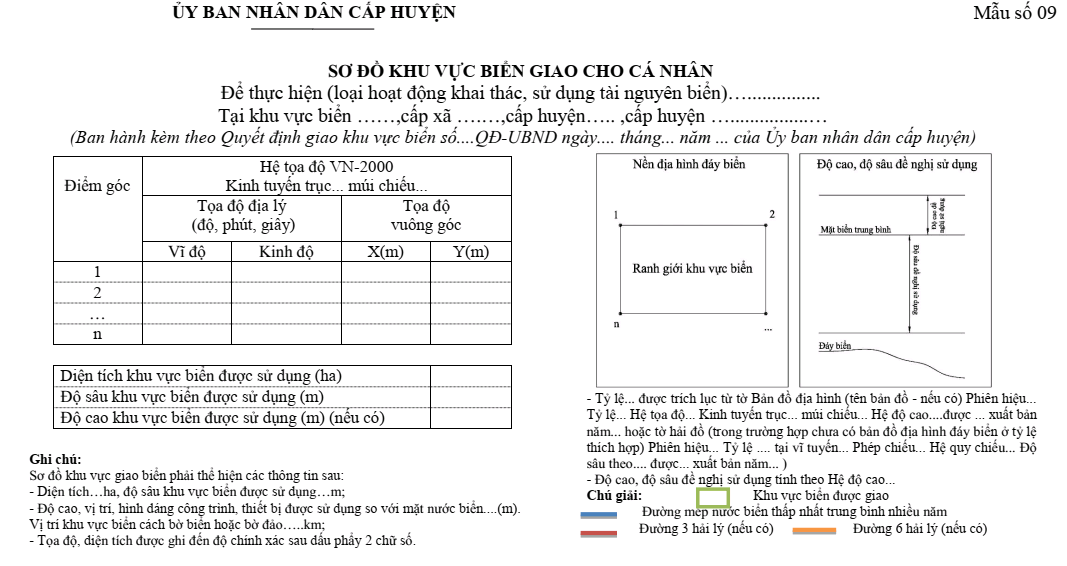 ỦY BAN NHÂN DÂN CẤP HUYỆN
Mẫu số 09
SƠ ĐỒ KHU VỰC BIỂN GIAO CHO CÁ NHÂN
Để thực hiện (loại hoạt động khai thác, sử dụng tài nguyên biển)…................
Tại khu vực biển ……,cấp xã …….,cấp huyện….. ,cấp huyện ….................…
(Ban hành kèm theo Quyết định giao khu vực biển số....QĐ-UBND ngày.... tháng... năm ... của Ủy ban nhân dân cấp huyện)
Điểm góc
Hệ tọa độ VN-2000
Kinh tuyến trục... múi chiếu...
Tọa độ địa lý
(độ, phút, giây)
Tọa độ
vuông góc
Vĩ độ
Kinh độ
X(m)
Y(m)
1
2
…
n
Diện tích khu vực biển được sử dụng (ha)
Độ sâu khu vực biển được sử dụng (m)
Độ cao khu vực biển được sử dụng (m) (nếu có)
Ghi chú:
Sơ đồ khu vực giao biển phải thể hiện các thông tin sau:
- Diện tích…ha, độ sâu khu vực biển được sử dụng…m;
- Độ cao, vị trí, hình dáng công trình, thiết bị được sử dụng so với mặt nước biển....(m).
Vị trí khu vực biển cách bờ biển hoặc bờ đảo…..km;
- Tọa độ, diện tích được ghi đến độ chính xác sau dấu phẩy 2 chữ số.
Nền địa hình đáy biển
1
2
Ranh giới khu vực biển
n
...
Độ cao, độ sâu đề nghị sử dụng
Độ cao đề nghị sử dụng
Mặt biển trung bình
Độ sâu đề nghị sử dụng
Đáy biển
- Tỷ lệ... được trích lục từ tờ Bản đồ địa hình (tên bản đồ - nếu có) Phiên hiệu...
Tỷ lệ... Hệ tọa độ... Kinh tuyến trục... múi chiếu... Hệ độ cao....được ... xuất bản
năm... hoặc tờ hải đồ (trong trường hợp chưa có bản đồ địa hình đáy biển ở tỷ lệ
thích hợp) Phiên hiệu... Tỷ lệ .... tại vĩ tuyến... Phép chiếu... Hệ quy chiếu... Độ
sâu theo.... được... xuất bản năm... )
- Độ cao, độ sâu đề nghị sử dụng tính theo Hệ độ cao...
Chú giải:
Khu vực biển được giao
Đường mép nước biển thấp nhất trung bình nhiều năm
Đường 3 hải lý (nếu có)
Đường 6 hải lý (nếu có)